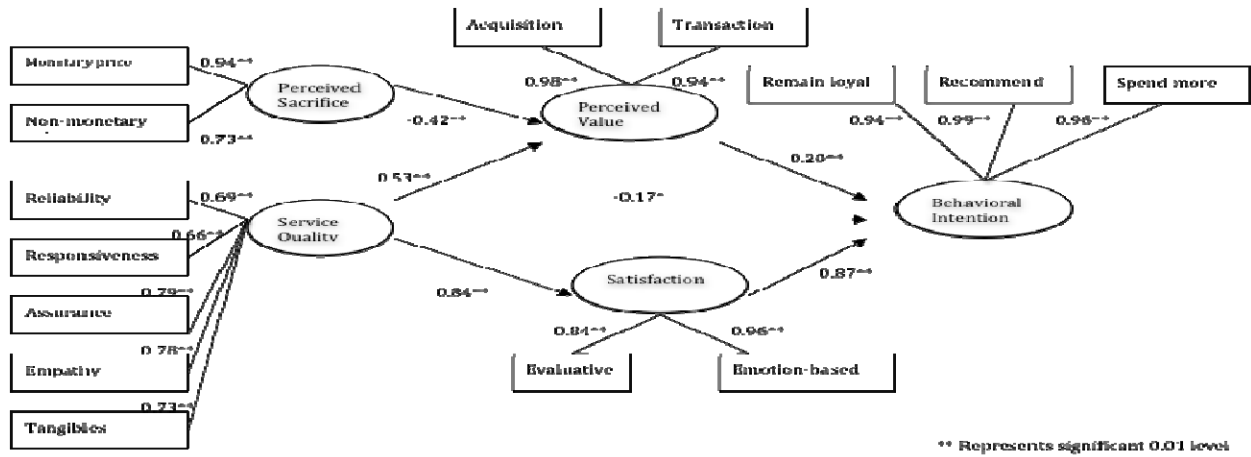 Acquisition
Transaction
Monetary price
0.94**
Perceived
Sacrifice
0.98**
0.94**
Remain loyal
Recommend
Spend more
Non-monetary
0.73**
-0.42**
Perceived
Value
0.94**
0.99**
0.96**
Reliability
0.69**
0.53**
0.20**
-0.17*
Behavioral
Intention
Service
Quality
0.66**
Responsiveness
0.84**
Satisfaction
0.87**
0.79**
Assurance
0.84**
0.96**
0.78**
Empathy
Evaluative
Emotion-based
0.73**
Tangibles
** Represents significant 0.01 level